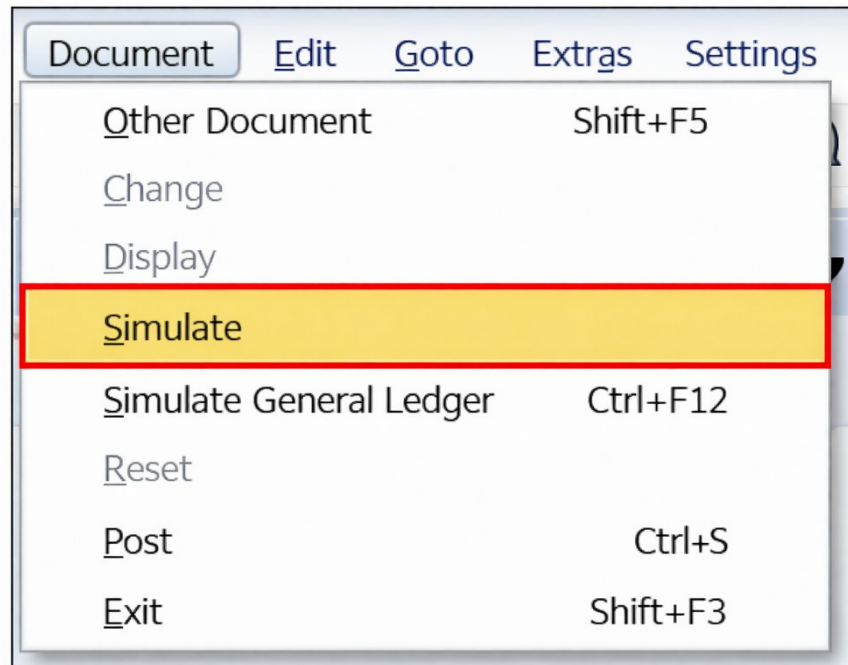 Document Edit Goto Extras Settings
Other Document Shift+F5
Change
Display
Simulate
Simulate General Ledger Ctrl+F12
Reset
Post Ctrl+S
Exit Shift+F3